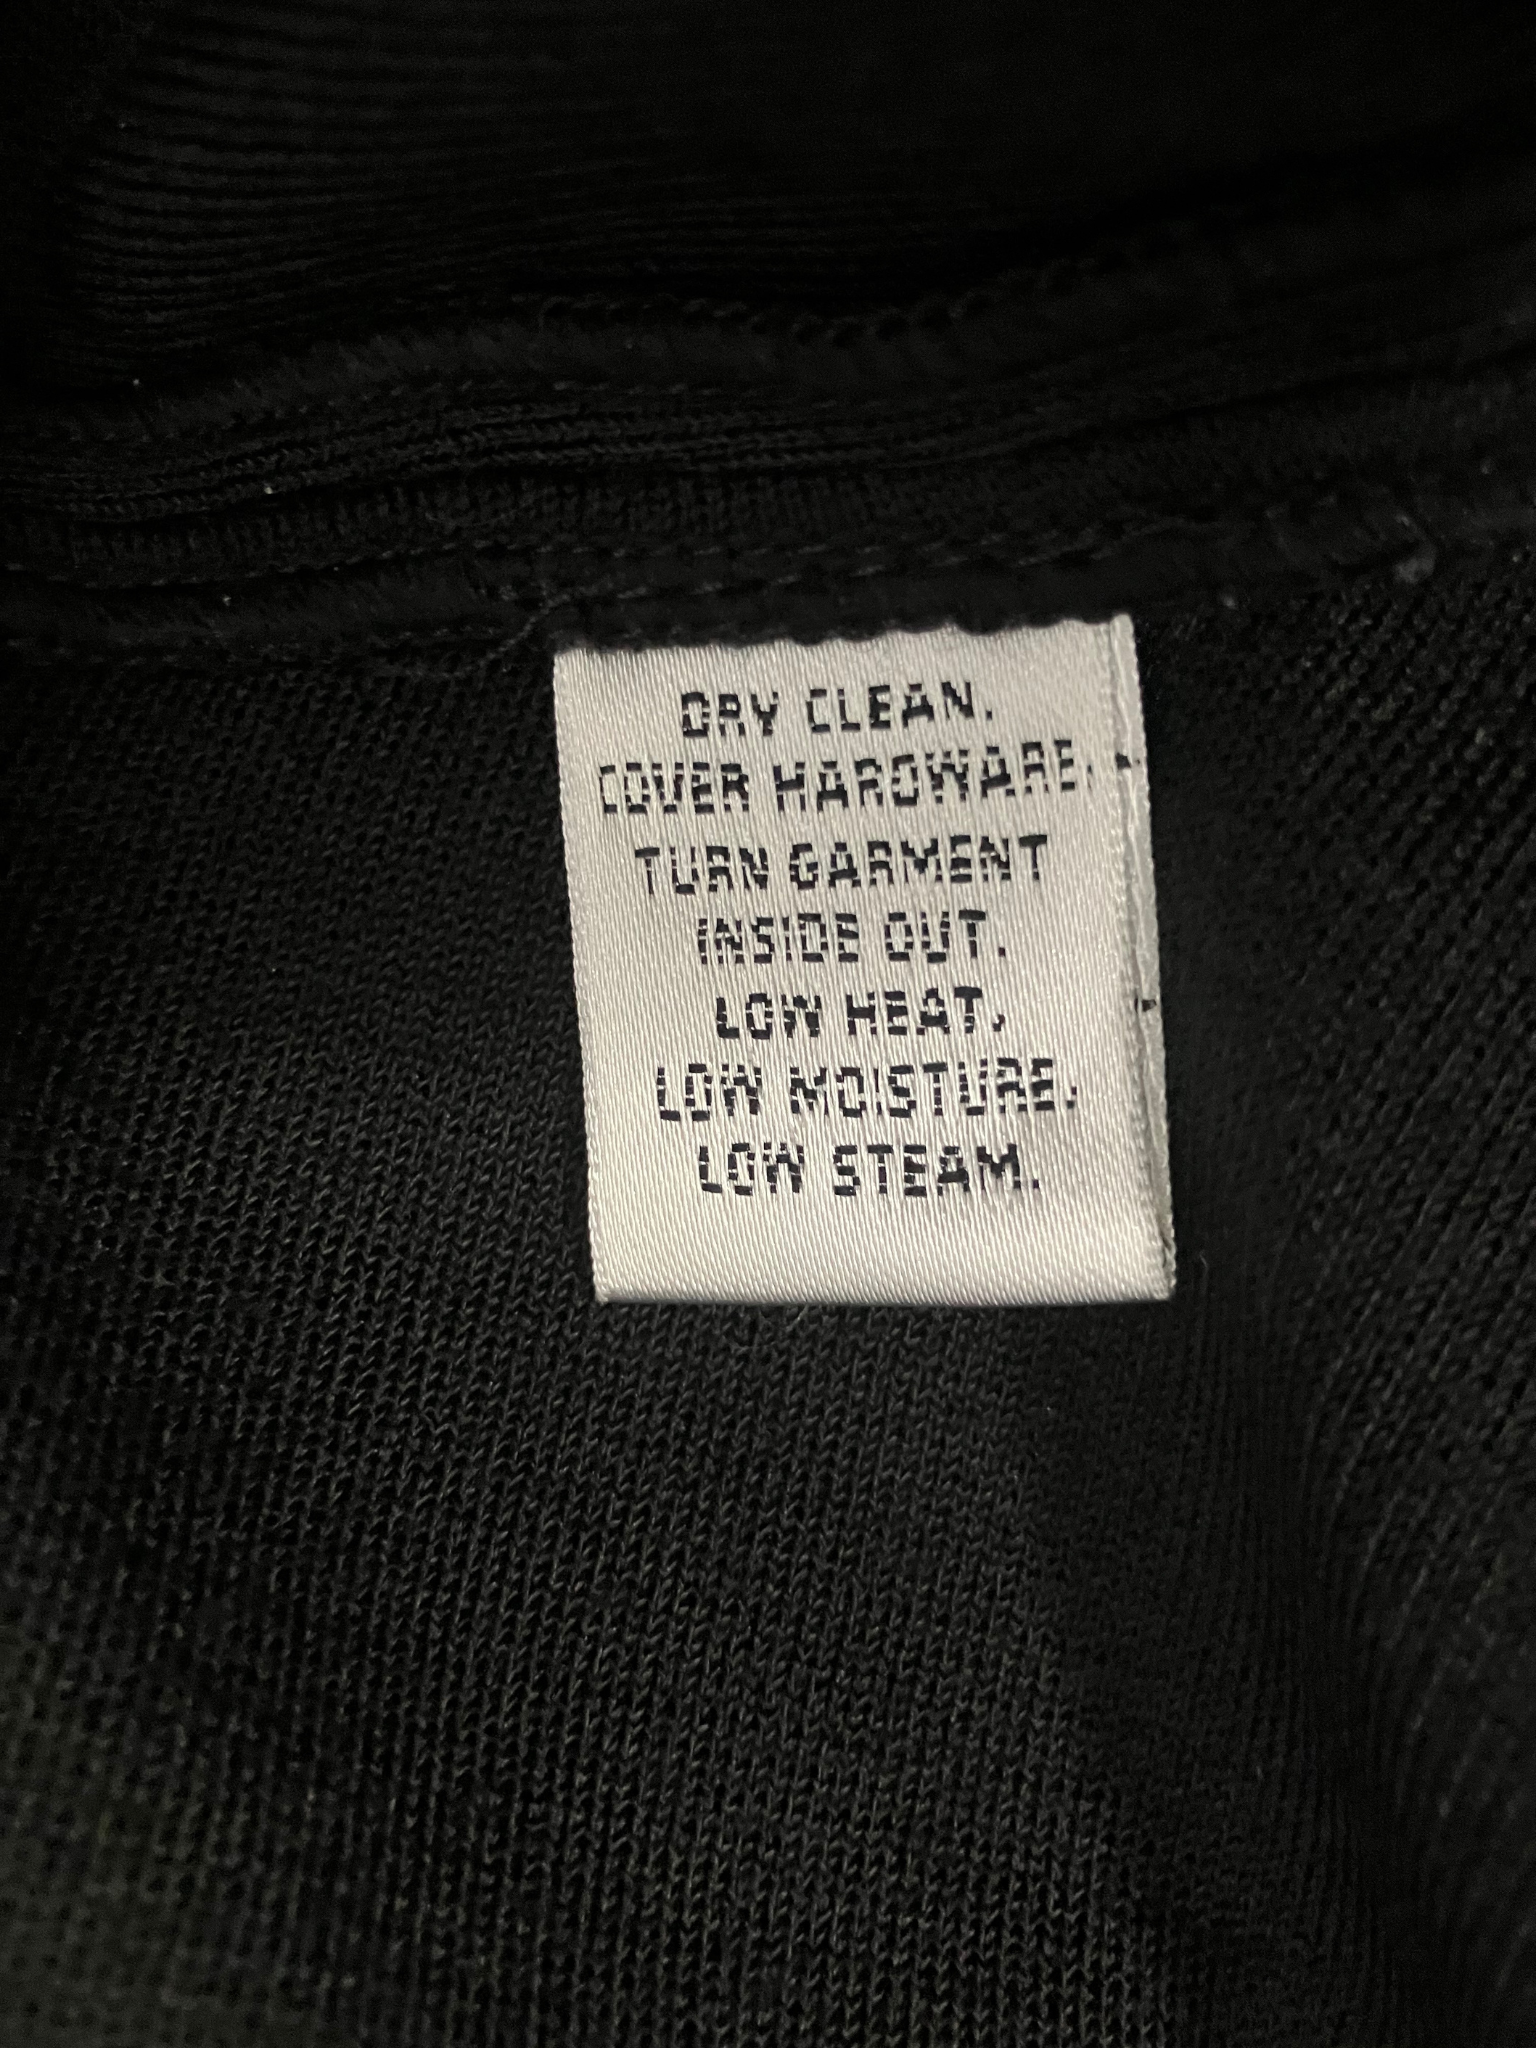 DRY CLEAN.
COVER HARDWARE.
TURN GARMENT
INSIDE OUT.
LOW HEAT,
LOW MOISTURE,
LOW STEAM.